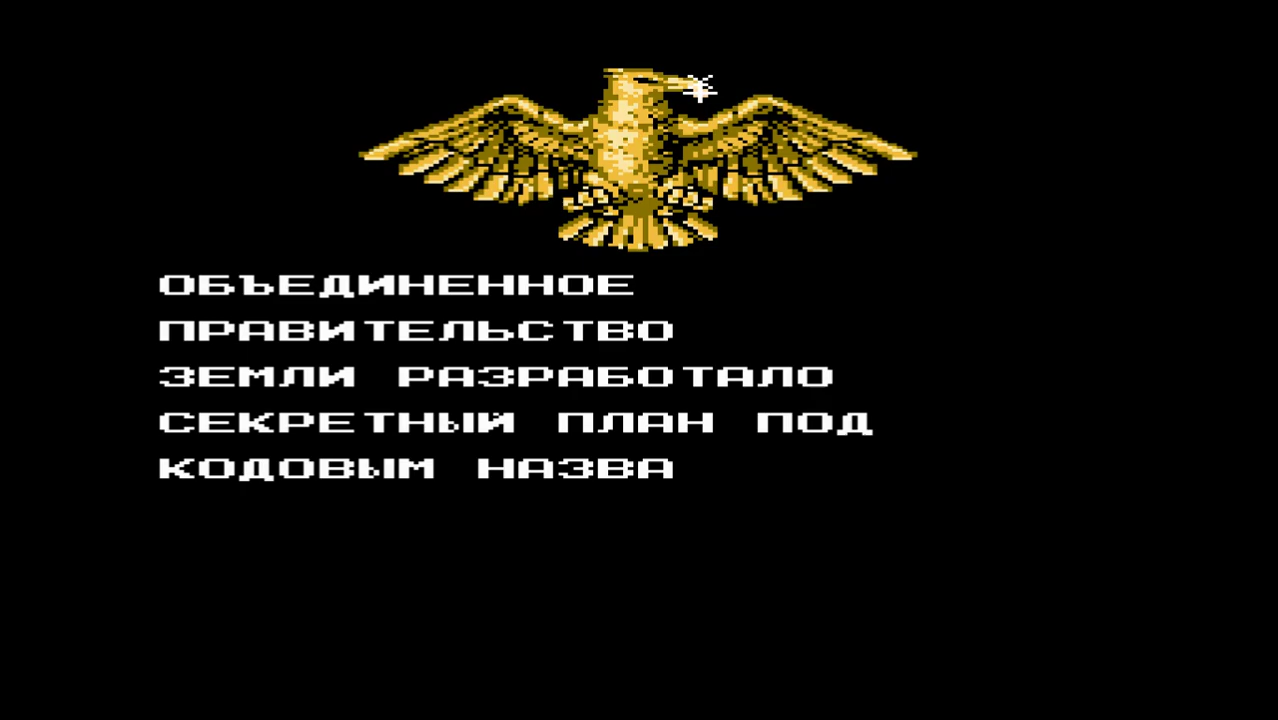 ОБЪЕДИНЕННОЕ
ПРАВИТЕЛЬСТВО
ЗЕМЛИ РАЗРАБОТАЛО
СЕКРЕТНЫЙ ПЛАН ПОД
КОДОВЫМ НАЗВА